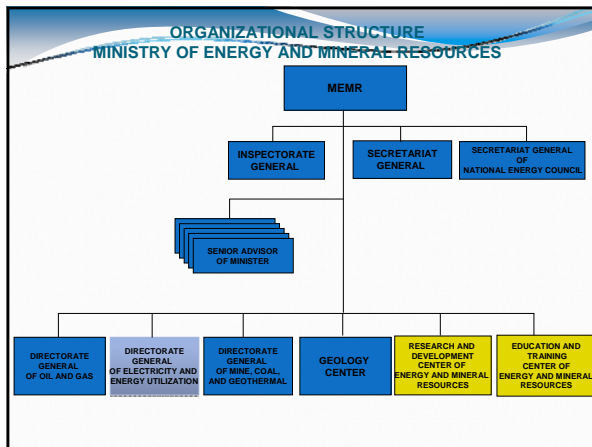 ORGANIZATIONAL STRUCTURE
MINISTRY OF ENERGY AND MINERAL RESOURCES
MEMR
INSPECTORATE
GENERAL
SECRETARIAT
GENERAL
SECRETARIAT GENERAL
OF
NATIONAL ENERGY COUNCIL
SENIOR ADVISOR
OF MINISTER
DIRECTORATE
GENERAL
OF OIL AND GAS
DIRECTORATE
GENERAL
OF ELECTRICITY AND
ENERGY UTILIZATION
DIRECTORATE
GENERAL
OF MINE, COAL,
AND GEOTHERMAL
GEOLOGY
CENTER
RESEARCH AND
DEVELOPMENT
CENTER OF
ENERGY AND MINERAL
RESOURCES
EDUCATION AND
TRAINING
CENTER OF
ENERGY AND MINERAL
RESOURCES